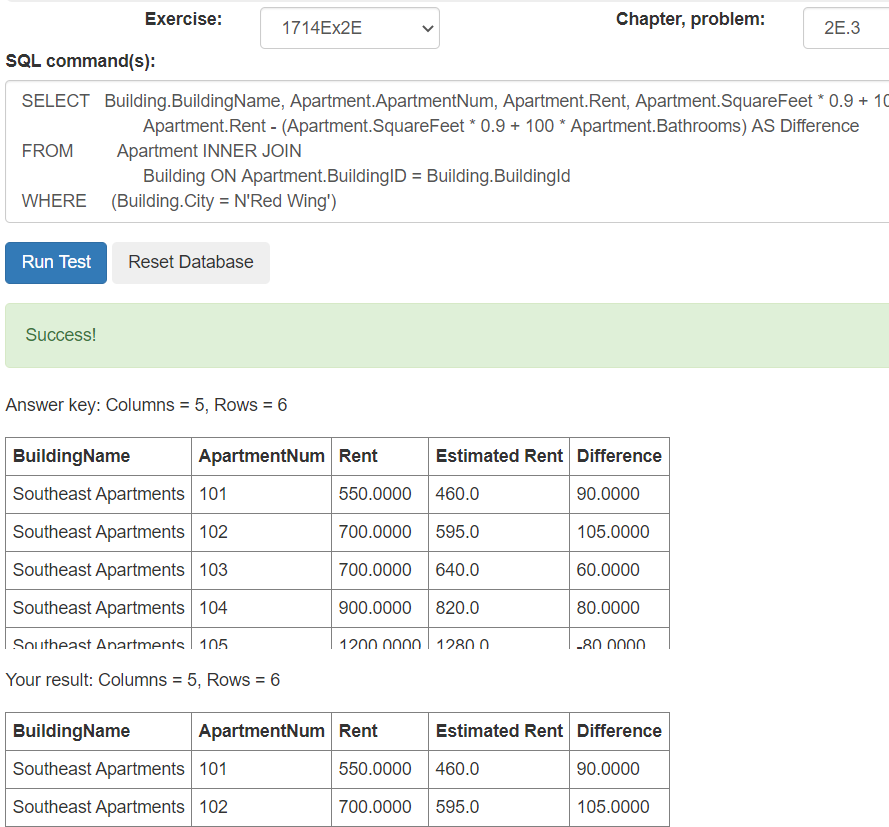 Exercise: 1714Ex2E Chapter, problem: 2E.3
SQL command(s):
SELECT Building.BuildingName, Apartment.ApartmentNum, Apartment.Rent, Apartment.SquareFeet * 0.9 + 10
Apartment.Rent - (Apartment.SquareFeet * 0.9 + 100 * Apartment.Bathrooms) AS Difference
FROM Apartment INNER JOIN
Building ON Apartment.BuildingID = Building.BuildingId
WHERE (Building.City = N'Red Wing')
Run Test Reset Database
Success!
Answer key: Columns = 5, Rows = 6
BuildingName ApartmentNum Rent Estimated Rent Difference
Southeast Apartments 101 550.0000 460.0 90.0000
Southeast Apartments 102 700.0000 595.0 105.0000
Southeast Apartments 103 700.0000 640.0 60.0000
Southeast Apartments 104 900.0000 820.0 80.0000
Southeast Apartments 105 1200.0000 1280.0 -80.0000
Your result: Columns = 5, Rows = 6
BuildingName ApartmentNum Rent Estimated Rent Difference
Southeast Apartments 101 550.0000 460.0 90.0000
Southeast Apartments 102 700.0000 595.0 105.0000